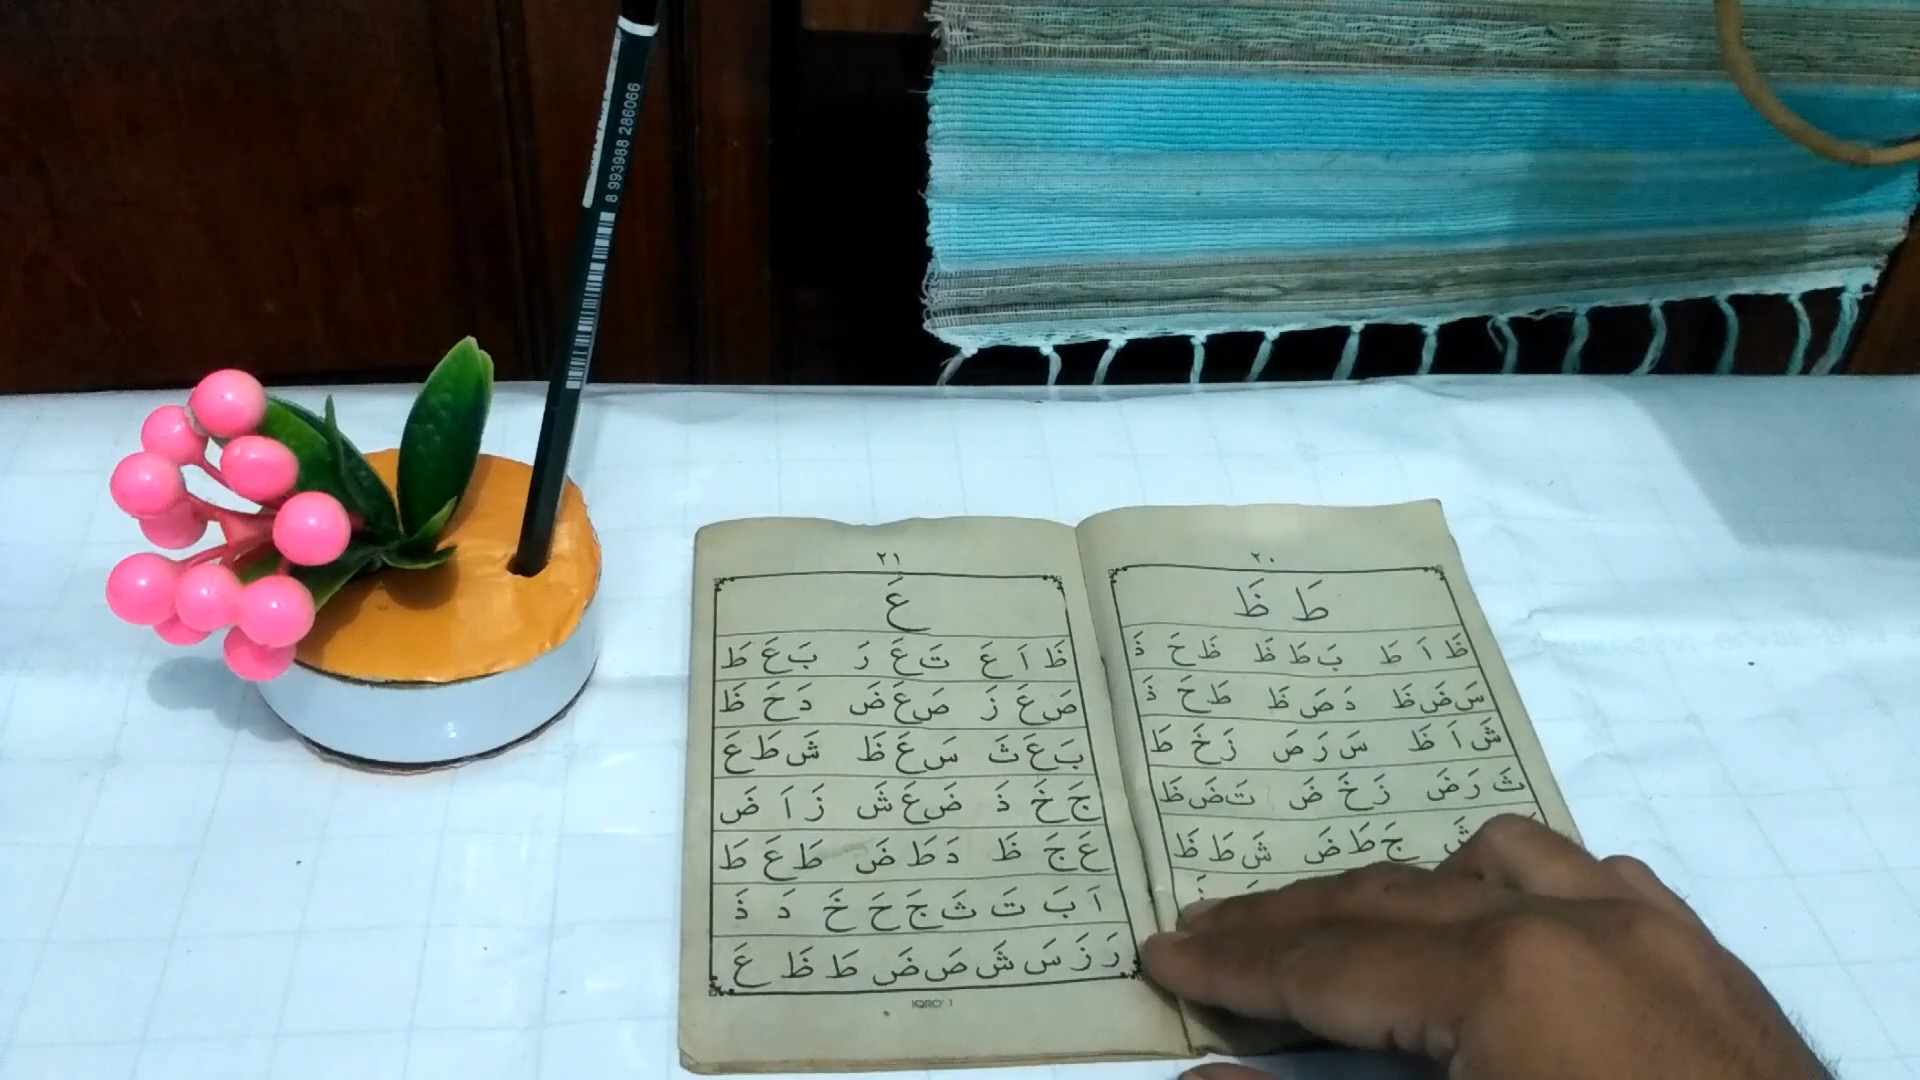 8 993988 286066
٢٠
طَ ظَ
ظَ اَ طَ بَ طَ ظَ ظَ حَ ذَ
سَ ضَ ظَ دَ صَ ظَ طَ حَ ذَ
شَ اَ ظَ سَ رَ صَ زَ خَ طَ
ثَ رَ ضَ زَ خَ ضَ تَ ضَ ظَ
شَ جَ طَ ضَ شَ طَ ظَ
٢١
عَ
ظَ اَ عَ تَ عَ رَ بَ عَ طَ
صَ عَ زَ صَ عَ ضَ دَ حَ ظَ
بَ عَ ثَ سَ عَ ظَ شَ طَ عَ
جَ خَ ذَ ضَ عَ شَ زَ اَ ضَ
عَ جَ ظَ دَ طَ ضَ طَ عَ طَ
اَ بَ تَ ثَ جَ حَ خَ دَ ذَ
رَ زَ سَ شَ صَ ضَ طَ ظَ عَ
IQRO' 1